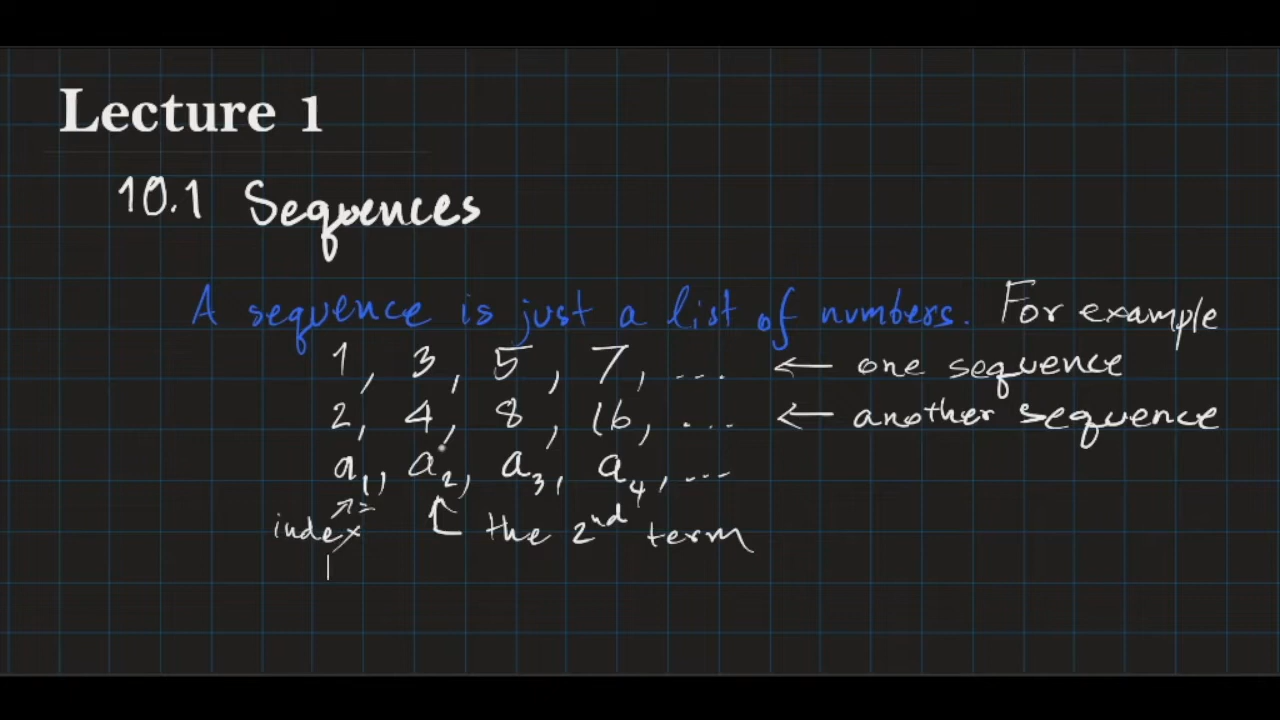 Lecture 1
10.1 Sequences
A sequence is just a list of numbers. For example
1, 3, 5, 7, ... ← one sequence
2, 4, 8, 16, ... ← another sequence
a₁, a₂, a₃, a₄, ...
index the 2nd term